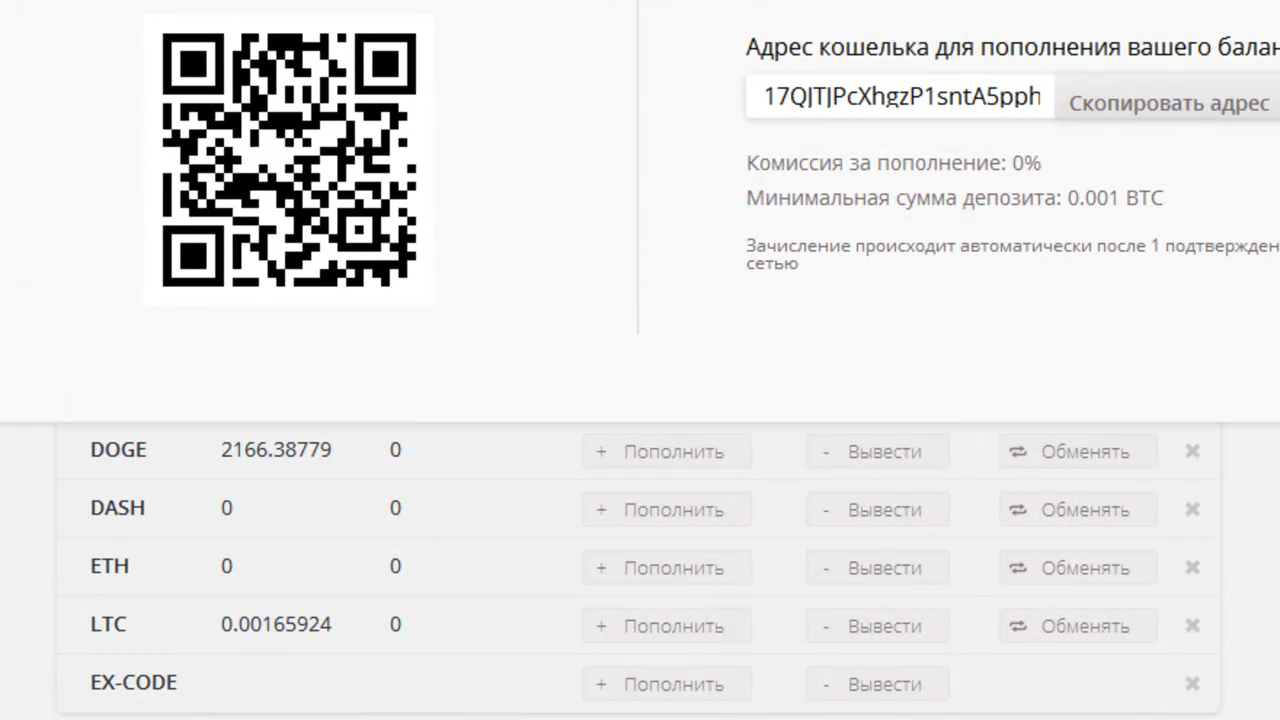 Адрес кошелька для пополнения вашего
17QJTJPcXhgzP1sntA5pph
Скопировать адрес
Комиссия за пополнение: 0%
Минимальная сумма депозита: 0.001 BTC
Зачисление происходит автоматически после 1
сетью
DOGE 2166.38779 0 + Пополнить - Вывести Обменять
DASH 0 0 + Пополнить - Вывести Обменять
ETH 0 0 + Пополнить - Вывести Обменять
LTC 0.00165924 0 + Пополнить - Вывести Обменять
EX-CODE + Пополнить - Вывести